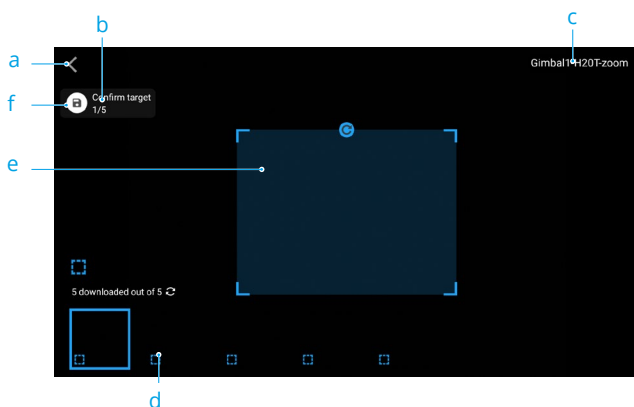 b
c
a
Gimbal1-H20T-zoom
f
Confirm target
1/5
e
5 downloaded out of 5
d